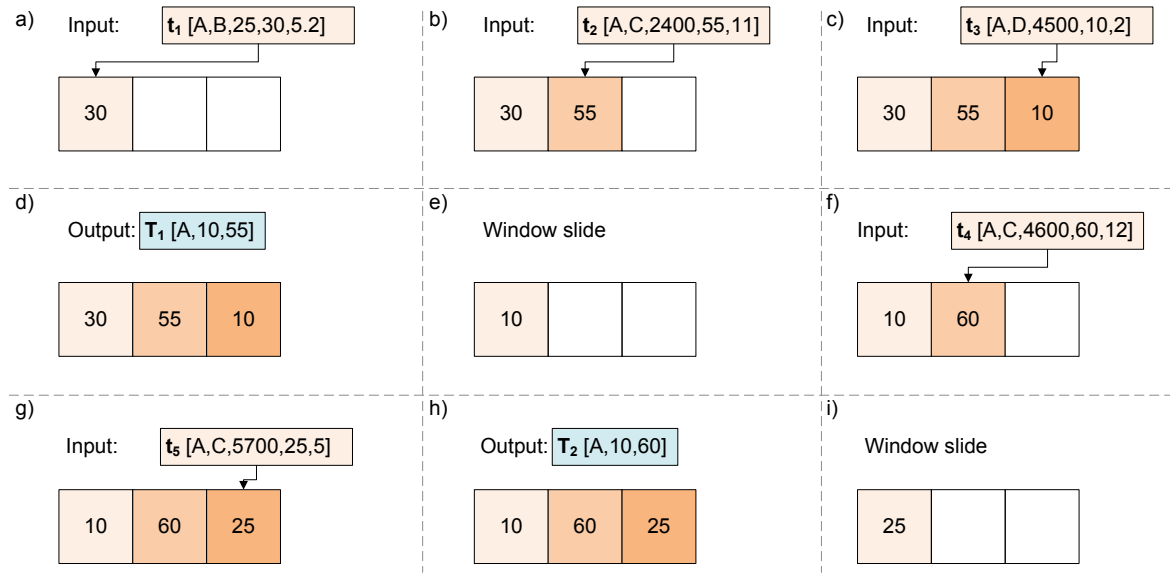 a)
Input: t₁ [A,B,25,30,5.2]
30
b)
Input: t₂ [A,C,2400,55,11]
30 55
c)
Input: t₃ [A,D,4500,10,2]
30 55 10
d)
Output: T₁ [A,10,55]
30 55 10
e)
Window slide
10
f)
Input: t₄ [A,C,4600,60,12]
10 60
g)
Input: t₅ [A,C,5700,25,5]
10 60 25
h)
Output: T₂ [A,10,60]
10 60 25
i)
Window slide
25